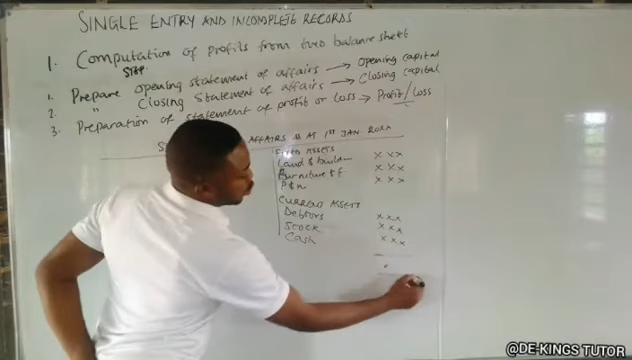 SINGLE ENTRY AND INCOMPLETE RECORDS
1. Computation of profits from two balance sheet
STEP
1. Prepare opening statement of affairs → Opening capital
2. " Closing Statement of affairs → Closing capital
3. Preparation of statement of profit or loss → Profit/Loss
AFFAIRS AS AT 1ST JAN 20XX
FIXED ASSETS
Land & build xxx
Furniture & f xxx
P & m xxx
CURRENT ASSETS
Debtors xxx
Stock xxx
Cash xxx
@DE-KINGS TUTOR